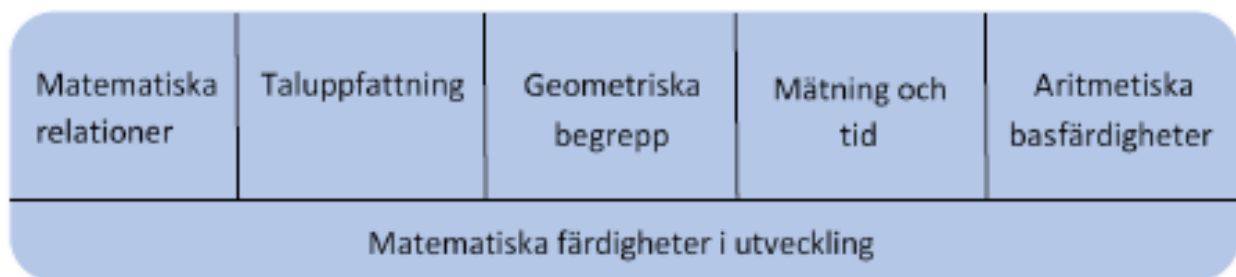 Matematiska
relationer
Taluppfattning
Geometriska
begrepp
Mätning och
tid
Aritmetiska
basfärdigheter
Matematiska färdigheter i utveckling